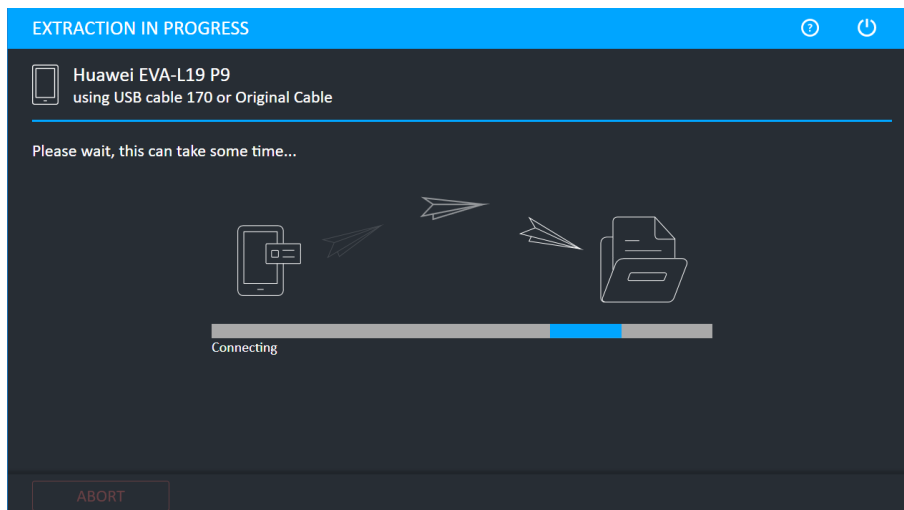 EXTRACTION IN PROGRESS
Huawei EVA-L19 P9
using USB cable 170 or Original Cable
Please wait, this can take some time...
Connecting
ABORT